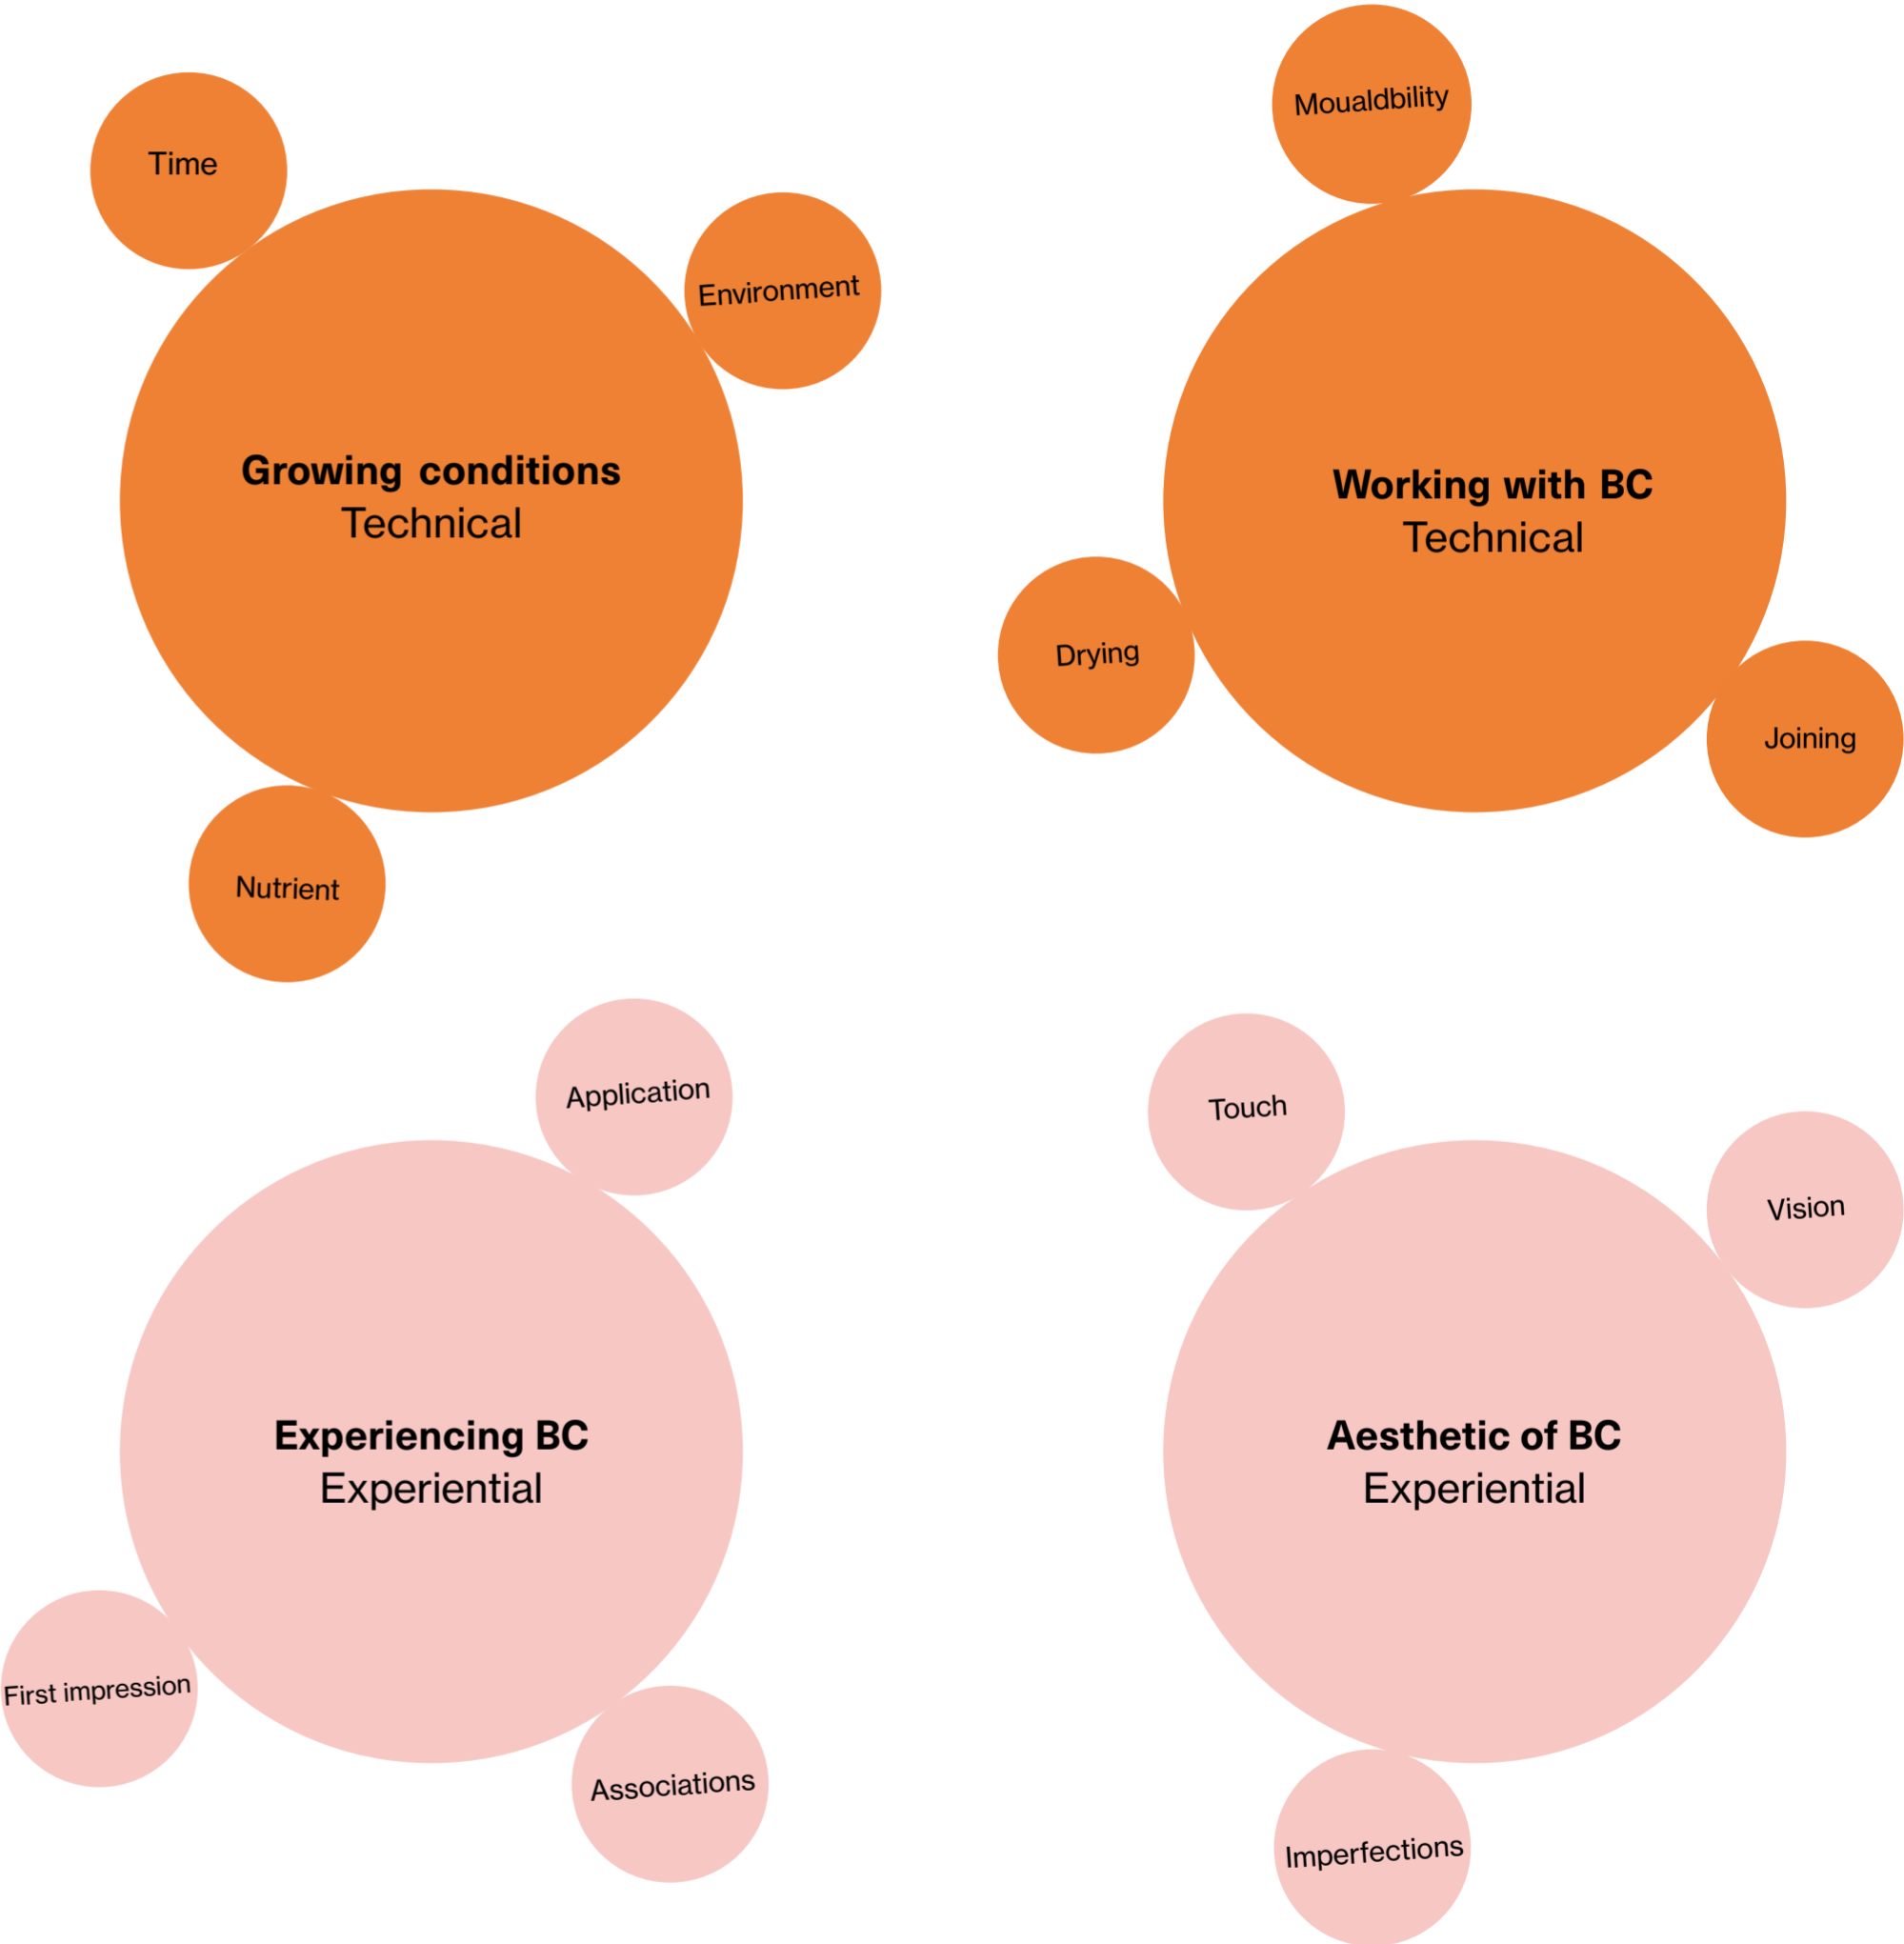 Time
Environment
Growing conditions
Technical
Nutrient
Moualdbility
Working with BC
Technical
Drying
Joining
Application
Experiencing BC
Experiential
First impression
Associations
Touch
Vision
Aesthetic of BC
Experiential
Imperfections